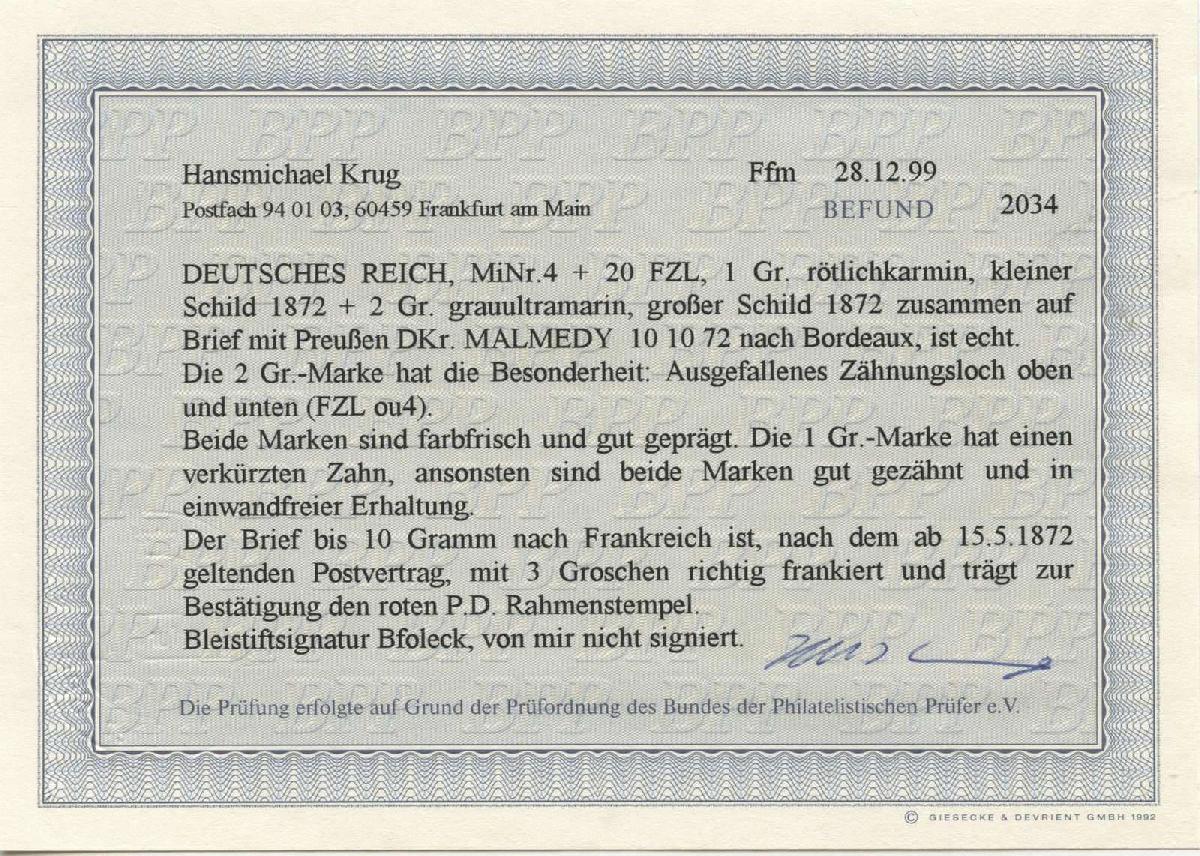 Hansmichael Krug Ffm 28.12.99
Postfach 94 01 03, 60459 Frankfurt am Main BEFUND 2034
DEUTSCHES REICH, MiNr.4 + 20 FZL, 1 Gr. rötlichkarmin, kleiner
Schild 1872 + 2 Gr. grauultramarin, großer Schild 1872 zusammen auf
Brief mit Preußen DKr. MALMEDY 10 10 72 nach Bordeaux, ist echt.
Die 2 Gr.-Marke hat die Besonderheit: Ausgefallenes Zähnungsloch oben
und unten (FZL ou4).
Beide Marken sind farbfrisch und gut geprägt. Die 1 Gr.-Marke hat einen
verkürzten Zahn, ansonsten sind beide Marken gut gezähnt und in
einwandfreier Erhaltung.
Der Brief bis 10 Gramm nach Frankreich ist, nach dem ab 15.5.1872
geltenden Postvertrag, mit 3 Groschen richtig frankiert und trägt zur
Bestätigung den roten P.D. Rahmenstempel.
Bleistiftsignatur Bfoleck, von mir nicht signiert.
Die Prüfung erfolgte auf Grund der Prüfordnung des Bundes der Philatelistischen Prüfer e.V.
© GIESECKE & DEVRIENT GMBH 1992